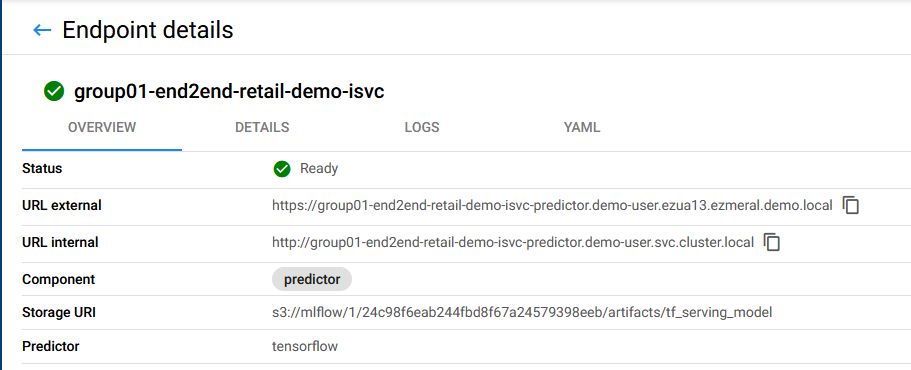 Endpoint details
group01-end2end-retail-demo-isvc
OVERVIEW DETAILS LOGS YAML
Status Ready
URL external https://group01-end2end-retail-demo-isvc-predictor.demo-user.ezua13.ezmeral.demo.local
URL internal http://group01-end2end-retail-demo-isvc-predictor.demo-user.svc.cluster.local
Component predictor
Storage URI s3://mlflow/1/24c98f6eab244fbd8f67a24579398eeb/artifacts/tf_serving_model
Predictor tensorflow